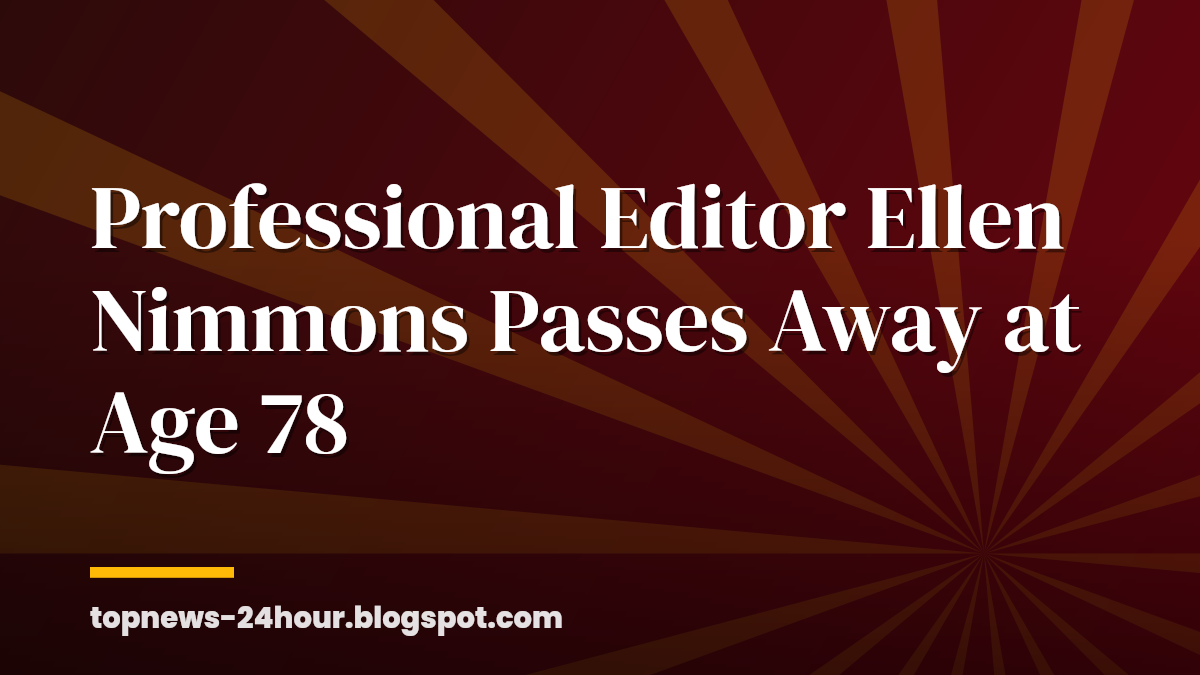 Professional Editor Ellen
Nimmons Passes Away at
Age 78
topnews-24hour.blogspot.com